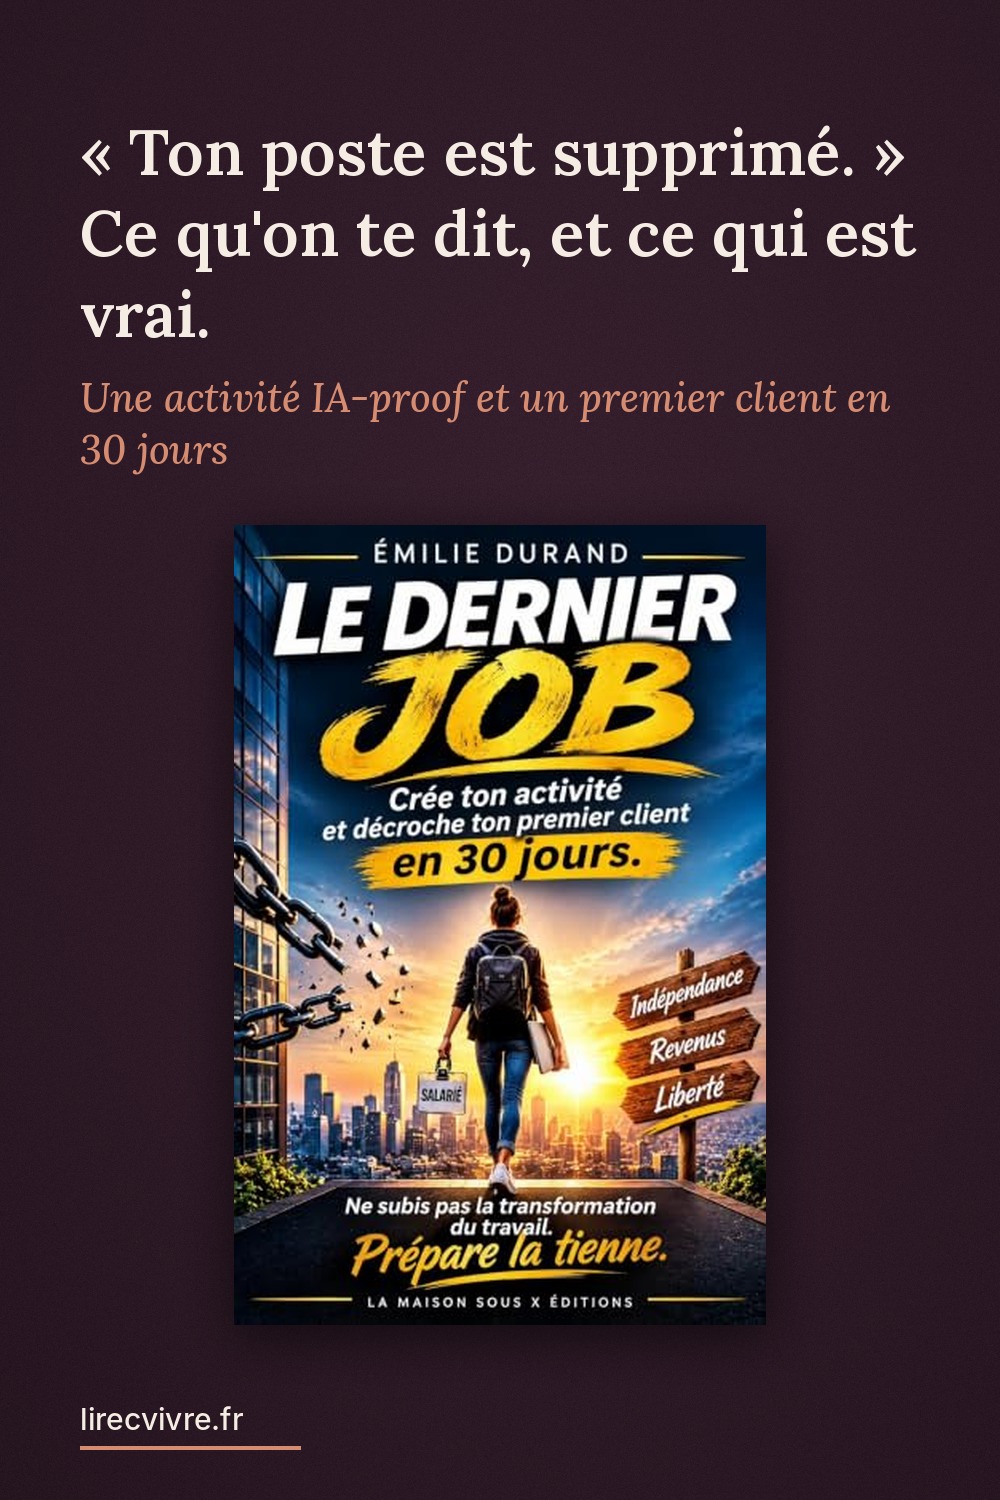 « Ton poste est supprimé. »
Ce qu'on te dit, et ce qui est
vrai.
Une activité IA-proof et un premier client en
30 jours
ÉMILIE DURAND
LE DERNIER
JOB
Crée ton activité
et décroche ton premier client
en 30 jours.
Indépendance
Revenus
Liberté
SALARIÉ
Ne subis pas la transformation
du travail.
Prépare la tienne.
LA MAISON SOUS X ÉDITIONS
lirecvivre.fr